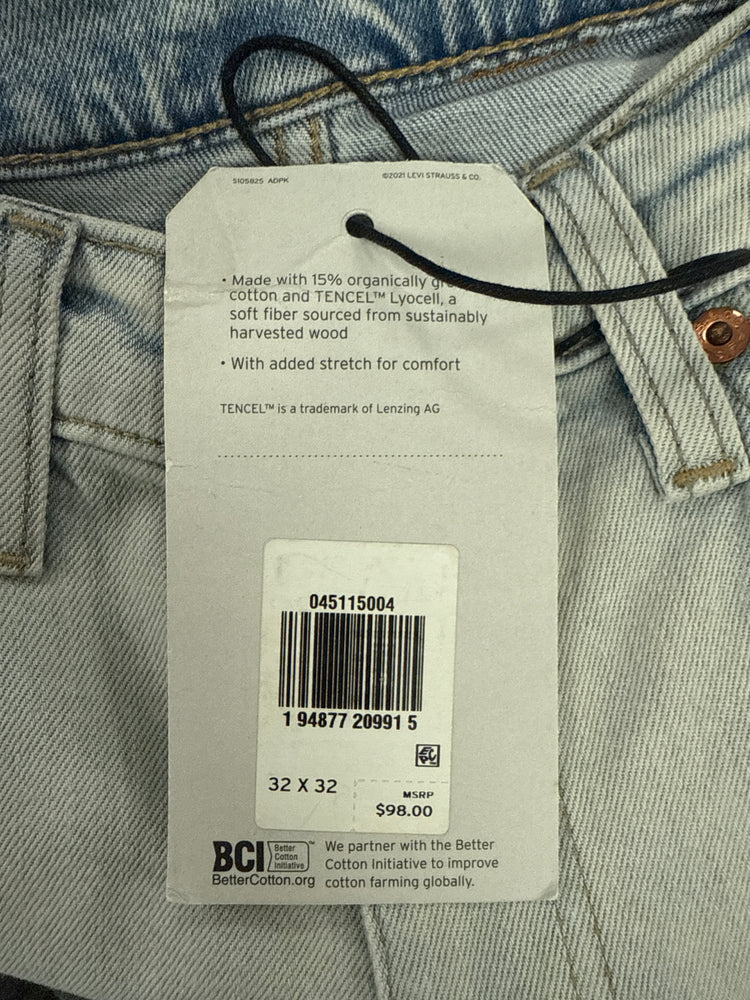 S105825 ADPK
©2021 LEVI STRAUSS & CO.
• Made with 15% organically
cotton and TENCEL™ Lyocell, a
soft fiber sourced from sustainably
harvested wood
• With added stretch for comfort
TENCEL™ is a trademark of Lenzing AG
045115004
1 94877 20991 5
32 X 32
MSRP
$98.00
BCI
Better
Cotton
Initiative
™
BetterCotton.org
We partner with the Better
Cotton Initiative to improve
cotton farming globally.